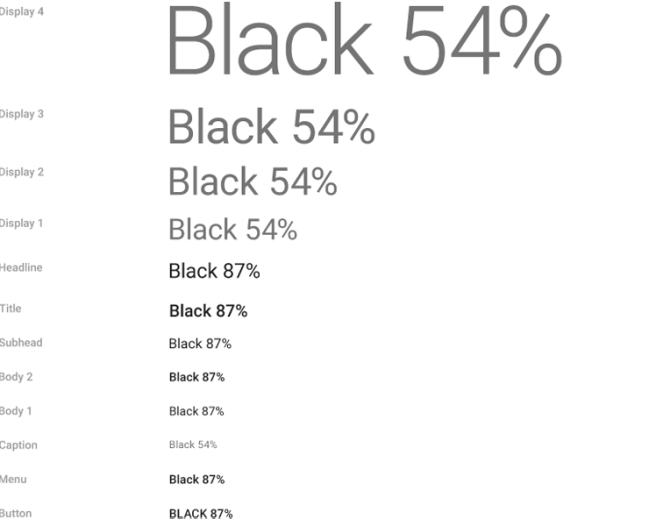 Display 4 Black 54%
Display 3 Black 54%
Display 2 Black 54%
Display 1 Black 54%
Headline Black 87%
Title Black 87%
Subhead Black 87%
Body 2 Black 87%
Body 1 Black 87%
Caption Black 54%
Menu Black 87%
Button BLACK 87%